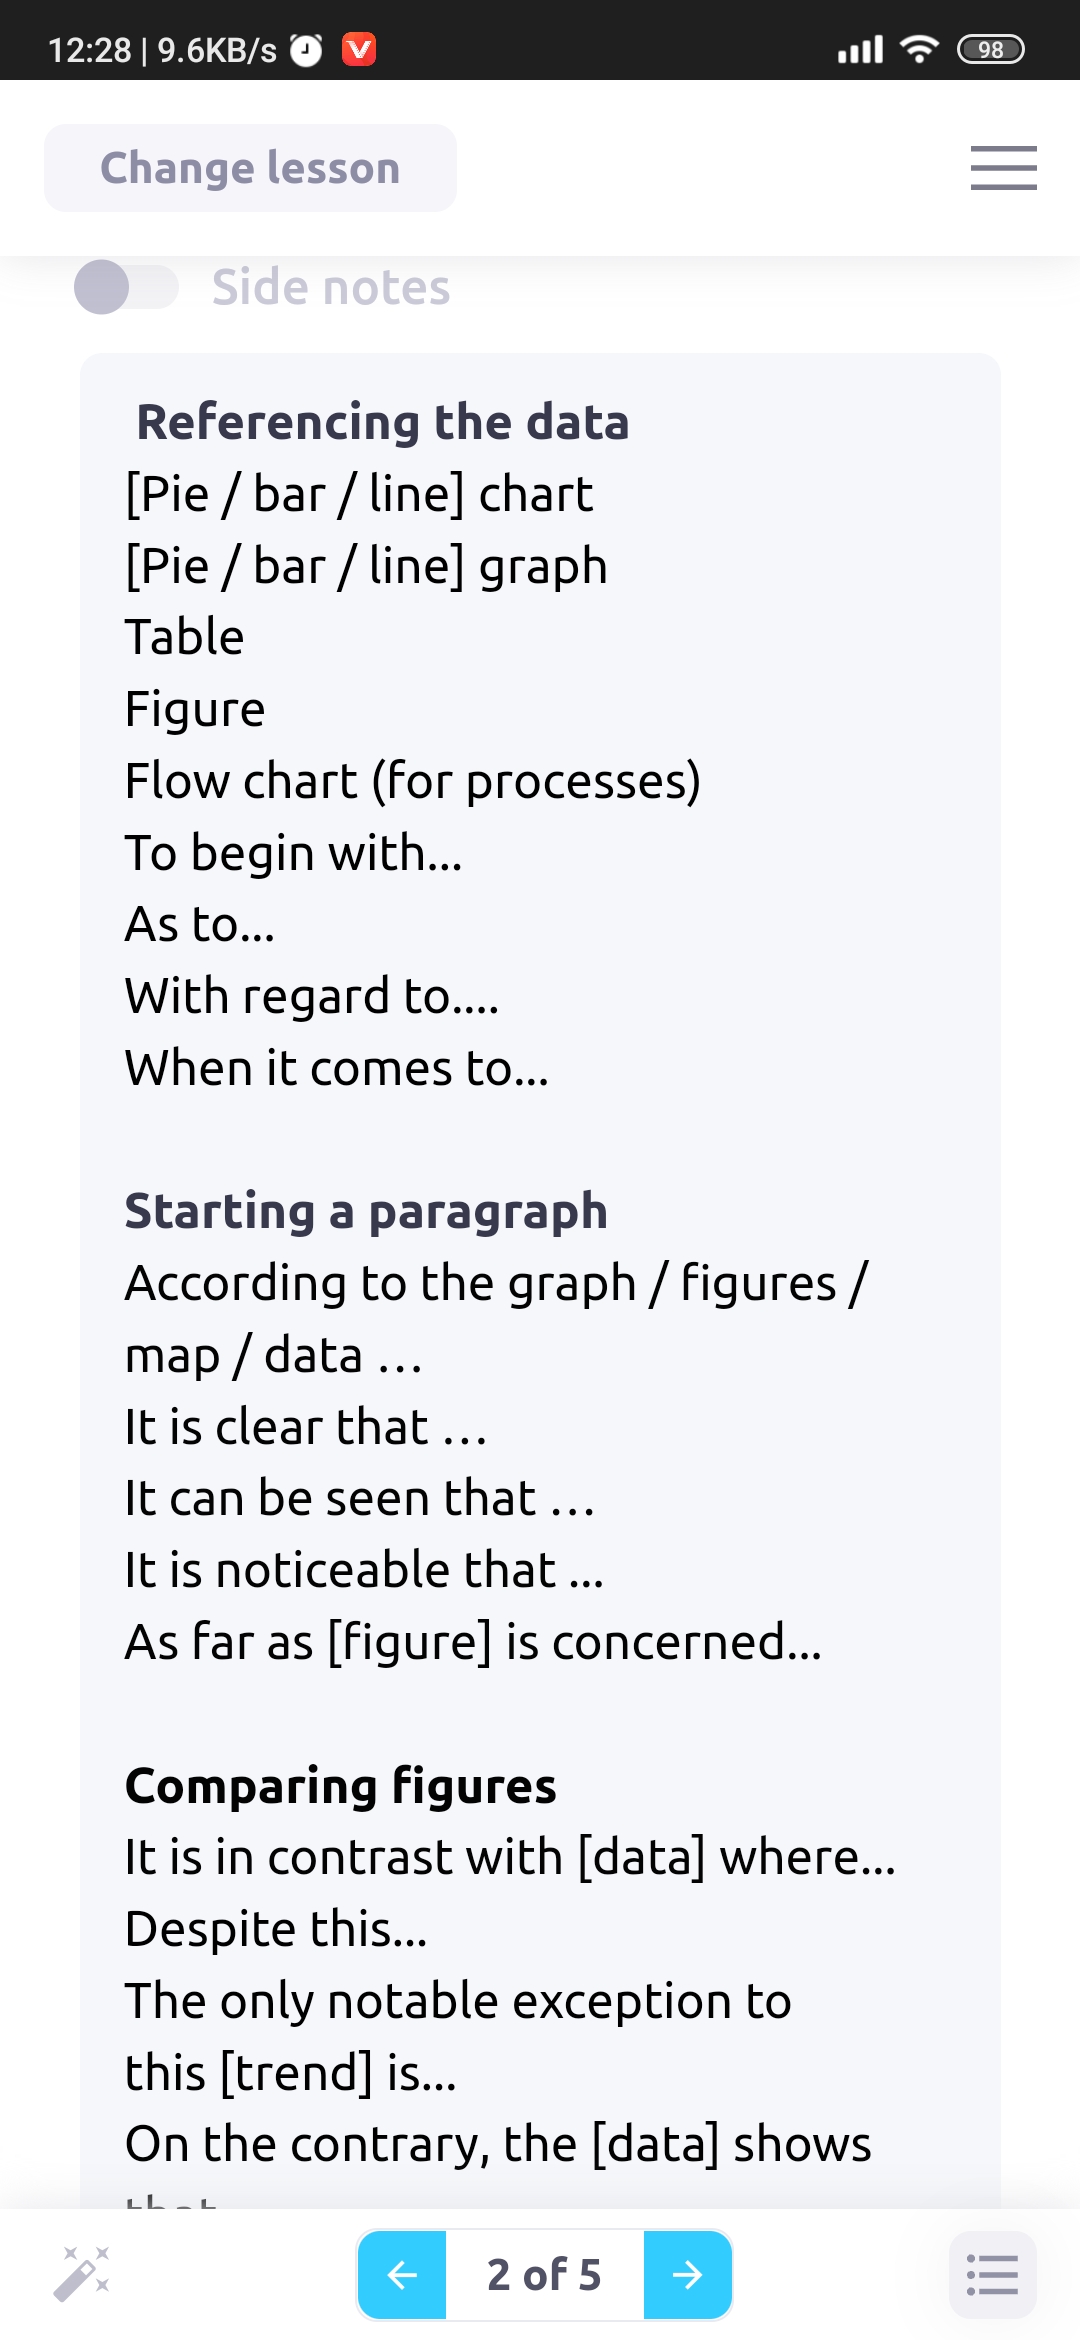 12:28 | 9.6KB/s
98
Change lesson
Side notes
Referencing the data
[Pie / bar / line] chart
[Pie / bar / line] graph
Table
Figure
Flow chart (for processes)
To begin with...
As to...
With regard to....
When it comes to...
Starting a paragraph
According to the graph / figures /
map / data …
It is clear that …
It can be seen that …
It is noticeable that ...
As far as [figure] is concerned...
Comparing figures
It is in contrast with [data] where...
Despite this...
The only notable exception to
this [trend] is...
On the contrary, the [data] shows
that
2 of 5